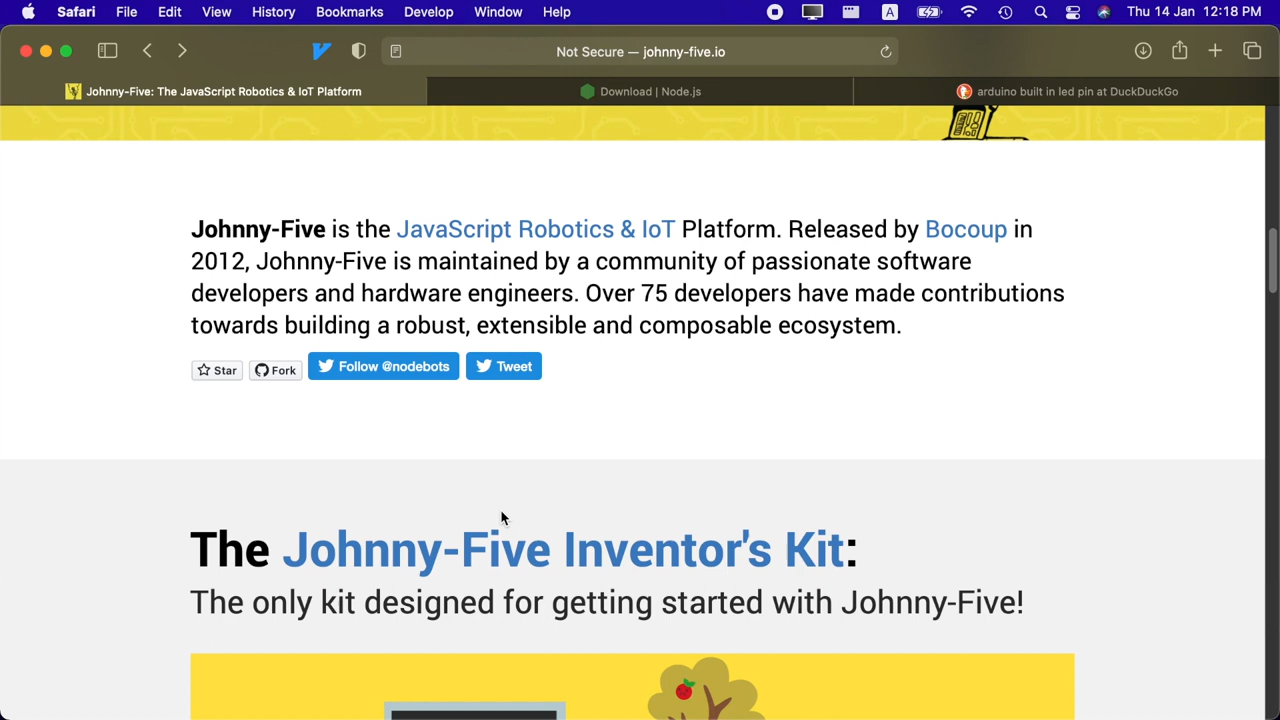 Safari File Edit View History Bookmarks Develop Window Help A Thu 14 Jan 12:18 PM
Not Secure — johnny-five.io
Johnny-Five: The JavaScript Robotics & IoT Platform
Download | Node.js
arduino built in led pin at DuckDuckGo
Johnny-Five is the JavaScript Robotics & IoT Platform. Released by Bocoup in
2012, Johnny-Five is maintained by a community of passionate software
developers and hardware engineers. Over 75 developers have made contributions
towards building a robust, extensible and composable ecosystem.
Star Fork Follow @nodebots Tweet
The Johnny-Five Inventor's Kit:
The only kit designed for getting started with Johnny-Five!